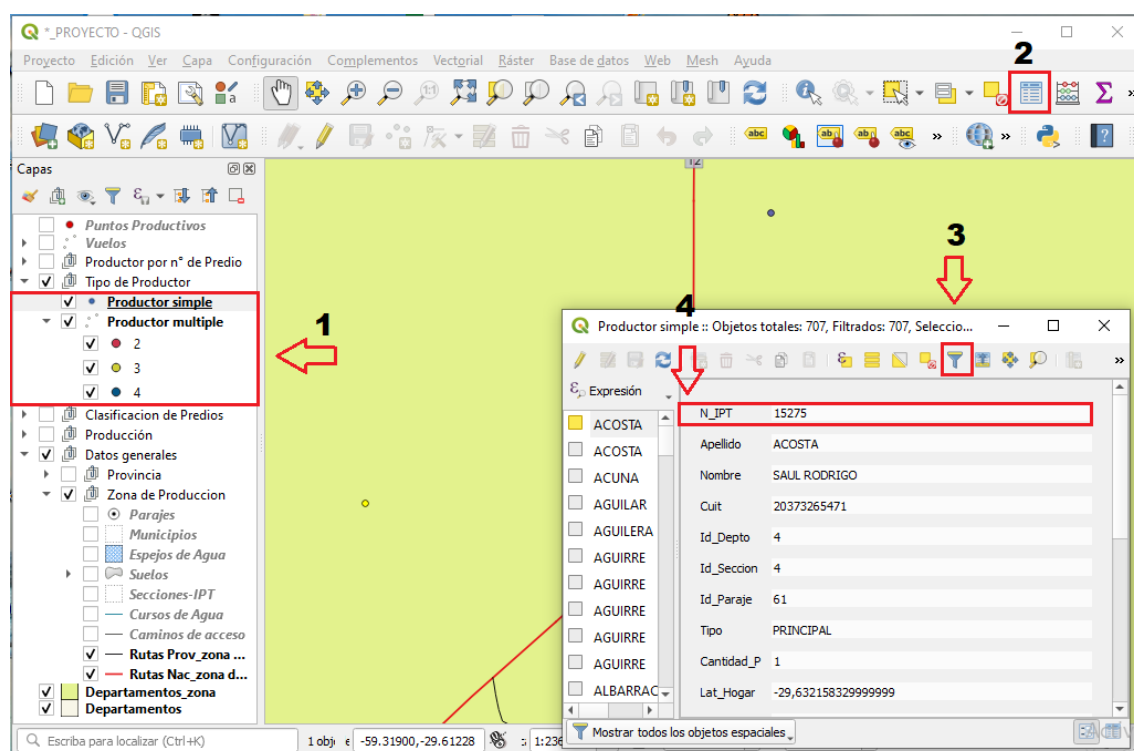 *_PROYECTO - QGIS
Proyecto Edición Ver Capa Configuración Complementos Vectorial Ráster Base de datos Web Mesh Ayuda
2
Capas
12
Puntos Productivos
Vuelos
Productor por n° de Predio
Tipo de Productor
Productor simple
Productor multiple
2
3
4
1
Clasificacion de Predios
Producción
Datos generales
Provincia
Zona de Produccion
Parajes
Municipios
Espejos de Agua
Suelos
Secciones-IPT
Cursos de Agua
Caminos de acceso
Rutas Prov_zona ...
Rutas Nac_zona d...
Departamentos_zona
Departamentos
3
4
Productor simple :: Objetos totales: 707, Filtrados: 707, Seleccio...
Expresión
ACOSTA
ACOSTA
ACUNA
AGUILAR
AGUILERA
AGUIRRE
AGUIRRE
AGUIRRE
AGUIRRE
AGUIRRE
ALBARRAC
N_IPT 15275
Apellido ACOSTA
Nombre SAUL RODRIGO
Cuit 20373265471
Id_Depto 4
Id_Seccion 4
Id_Paraje 61
Tipo PRINCIPAL
Cantidad_P 1
Lat_Hogar -29,632158329999999
Mostrar todos los objetos espaciales
Escriba para localizar (Ctrl+K) 1 obj -59.31900,-29.61228 1:236